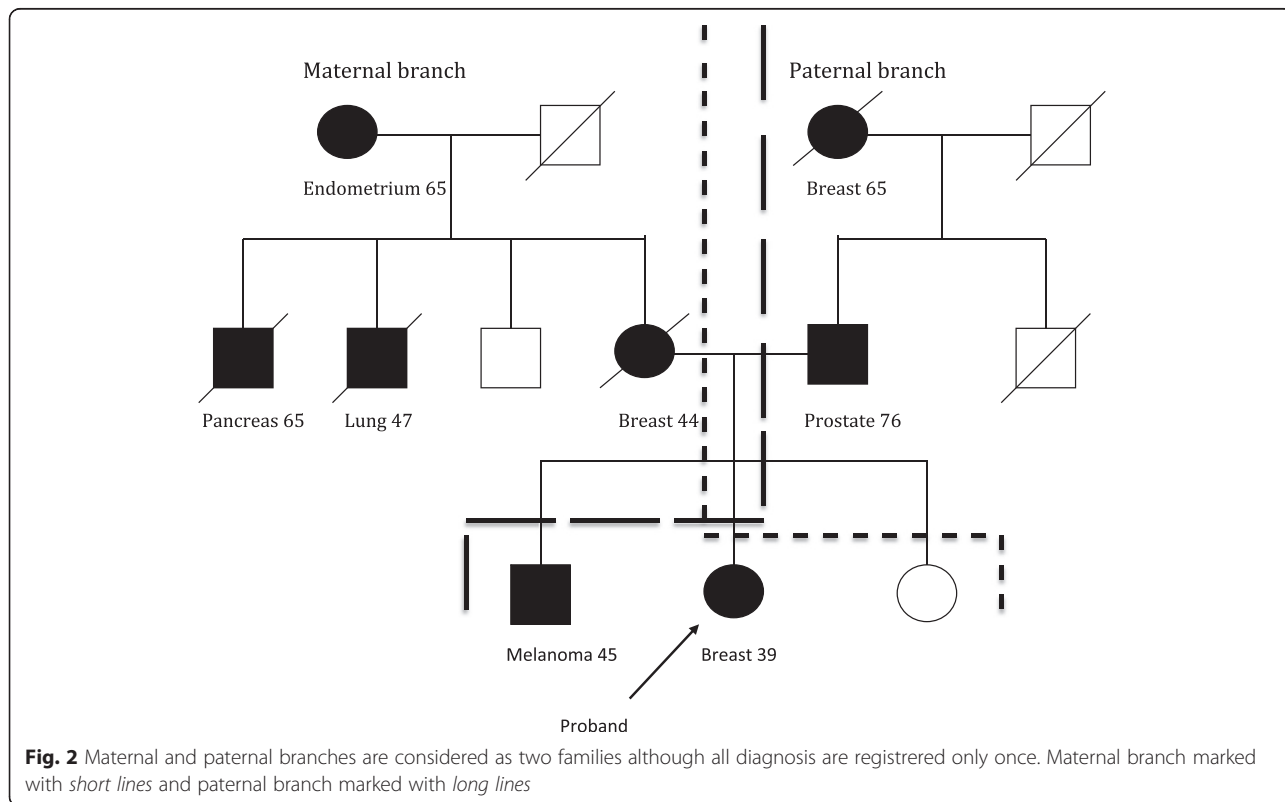 Maternal branch
Paternal branch
Endometrium 65
Breast 65
Pancreas 65
Lung 47
Breast 44
Prostate 76
Melanoma 45
Breast 39
Proband
Fig. 2 Maternal and paternal branches are considered as two families although all diagnosis are registrered only once. Maternal branch marked
with short lines and paternal branch marked with long lines